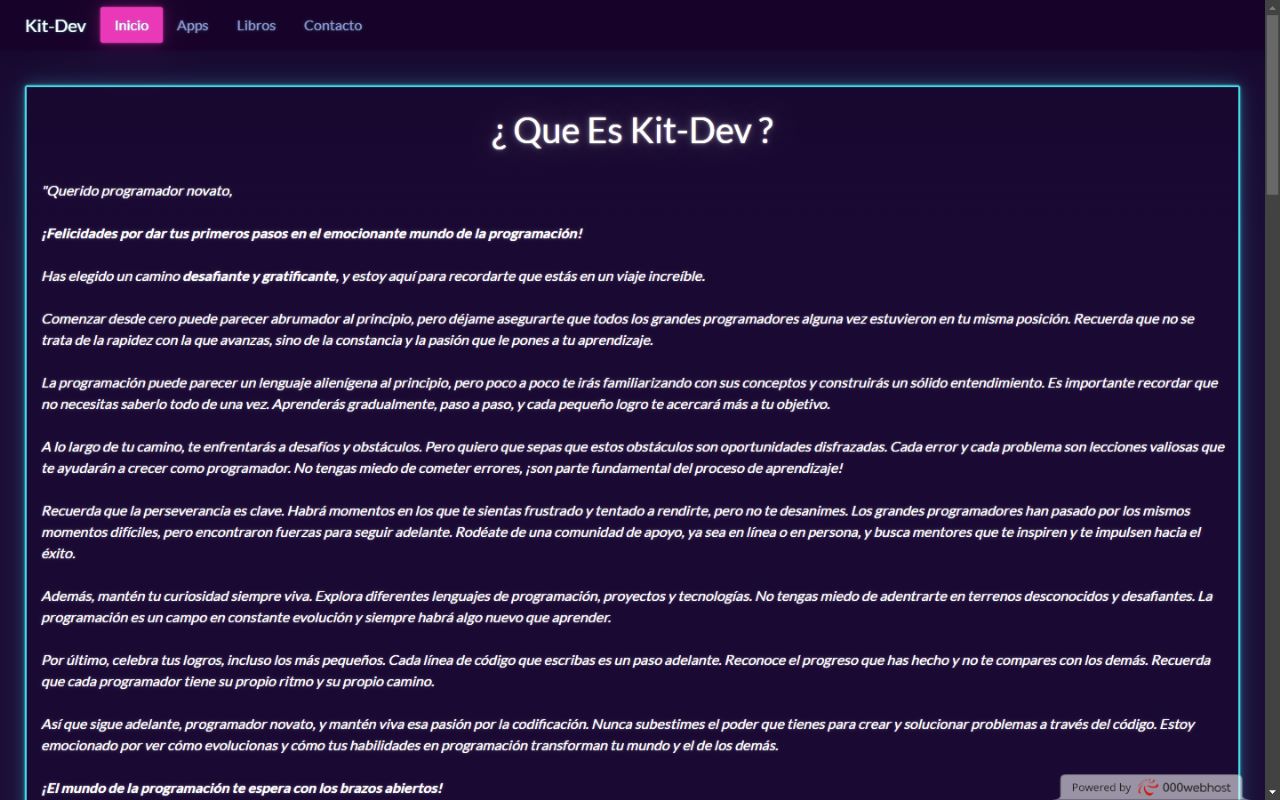 Kit-Dev Inicio Apps Libros Contacto
¿ Que Es Kit-Dev ?
"Querido programador novato,
¡Felicidades por dar tus primeros pasos en el emocionante mundo de la programación!
Has elegido un camino desafiante y gratificante, y estoy aquí para recordarte que estás en un viaje increíble.
Comenzar desde cero puede parecer abrumador al principio, pero déjame asegurarte que todos los grandes programadores alguna vez estuvieron en tu misma posición. Recuerda que no se
trata de la rapidez con la que avanzas, sino de la constancia y la pasión que le pones a tu aprendizaje.
La programación puede parecer un lenguaje alienígena al principio, pero poco a poco te irás familiarizando con sus conceptos y construirás un sólido entendimiento. Es importante recordar que
no necesitas saberlo todo de una vez. Aprenderás gradualmente, paso a paso, y cada pequeño logro te acercará más a tu objetivo.
A lo largo de tu camino, te enfrentarás a desafíos y obstáculos. Pero quiero que sepas que estos obstáculos son oportunidades disfrazadas. Cada error y cada problema son lecciones valiosas que
te ayudarán a crecer como programador. No tengas miedo de cometer errores, ¡son parte fundamental del proceso de aprendizaje!
Recuerda que la perseverancia es clave. Habrá momentos en los que te sientas frustrado y tentado a rendirte, pero no te desanimes. Los grandes programadores han pasado por los mismos
momentos difíciles, pero encontraron fuerzas para seguir adelante. Rodéate de una comunidad de apoyo, ya sea en línea o en persona, y busca mentores que te inspiren y te impulsen hacia el
éxito.
Además, mantén tu curiosidad siempre viva. Explora diferentes lenguajes de programación, proyectos y tecnologías. No tengas miedo de adentrarte en terrenos desconocidos y desafiantes. La
programación es un campo en constante evolución y siempre habrá algo nuevo que aprender.
Por último, celebra tus logros, incluso los más pequeños. Cada línea de código que escribas es un paso adelante. Reconoce el progreso que has hecho y no te compares con los demás. Recuerda
que cada programador tiene su propio ritmo y su propio camino.
Así que sigue adelante, programador novato, y mantén viva esa pasión por la codificación. Nunca subestimes el poder que tienes para crear y solucionar problemas a través del código. Estoy
emocionado por ver cómo evolucionas y cómo tus habilidades en programación transforman tu mundo y el de los demás.
¡El mundo de la programación te espera con los brazos abiertos!
Powered by 000webhost